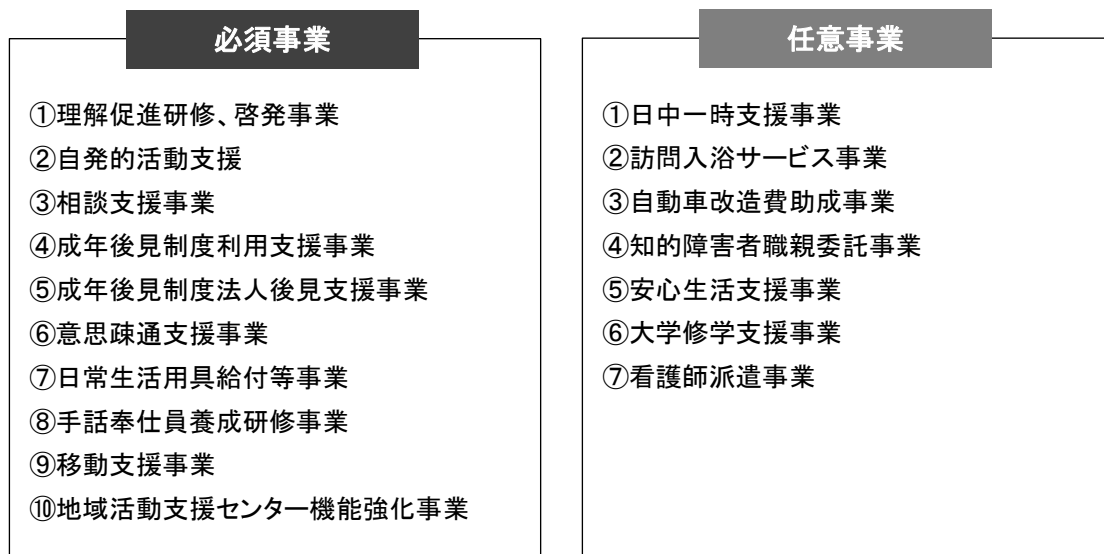 必須事業
①理解促進研修、啓発事業
②自発的活動支援
③相談支援事業
④成年後見制度利用支援事業
⑤成年後見制度法人後見支援事業
⑥意思疎通支援事業
⑦日常生活用具給付等事業
⑧手話奉仕員養成研修事業
⑨移動支援事業
⑩地域活動支援センター機能強化事業
任意事業
①日中一時支援事業
②訪問入浴サービス事業
③自動車改造費助成事業
④知的障害者職親委託事業
⑤安心生活支援事業
⑥大学修学支援事業
⑦看護師派遣事業